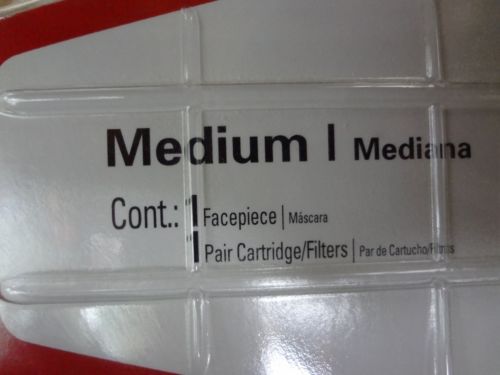 Medium | Mediana
Cont.: 1 Facepiece | Máscara
1 Pair Cartridge/Filters | Par de Cartucho/Filtros